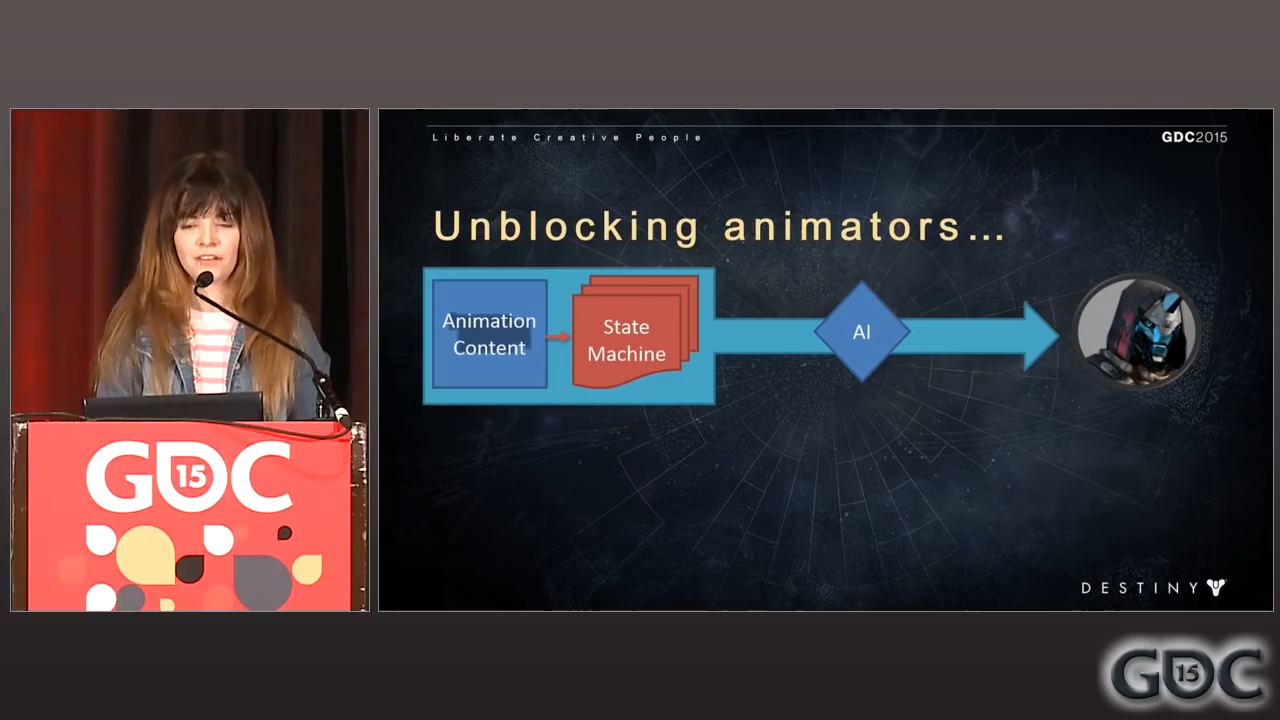 Liberate Creative People
GDC2015
Unblocking animators...
Animation
Content
State
Machine
AI
DESTINY
GDC
15
GDC
15